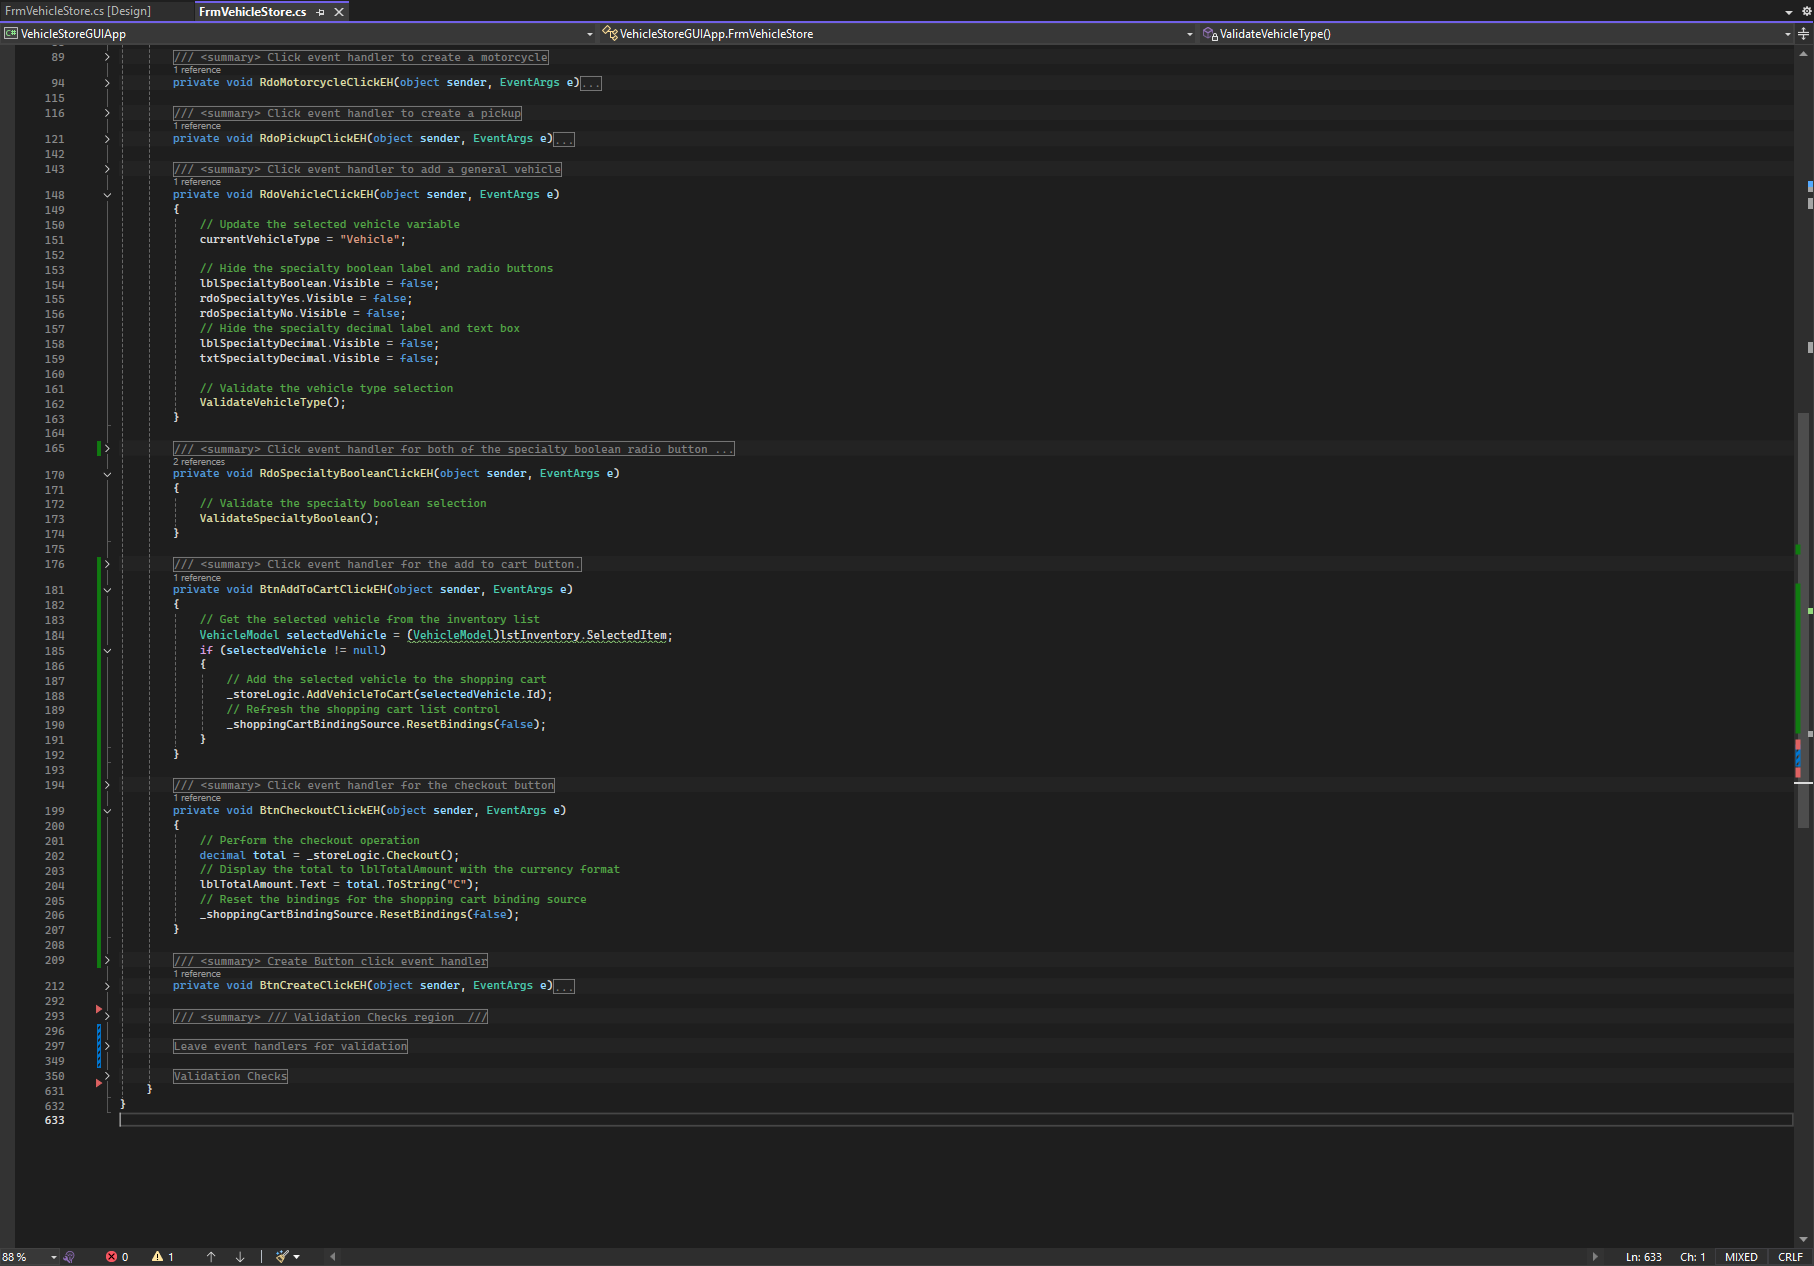 FrmVehicleStore.cs [Design]
FrmVehicleStore.cs
VehicleStoreGUIApp
VehicleStoreGUIApp.FrmVehicleStore
ValidateVehicleType()
89 /// <summary> Click event handler to create a motorcycle
1 reference
94 private void RdoMotorcycleClickEH(object sender, EventArgs e)...
115
116 /// <summary> Click event handler to create a pickup
1 reference
121 private void RdoPickupClickEH(object sender, EventArgs e)...
142
143 /// <summary> Click event handler to add a general vehicle
1 reference
148 private void RdoVehicleClickEH(object sender, EventArgs e)
149 {
150 // Update the selected vehicle variable
151 currentVehicleType = "Vehicle";
152
153 // Hide the specialty boolean label and radio buttons
154 lblSpecialtyBoolean.Visible = false;
155 rdoSpecialtyYes.Visible = false;
156 rdoSpecialtyNo.Visible = false;
157 // Hide the specialty decimal label and text box
158 lblSpecialtyDecimal.Visible = false;
159 txtSpecialtyDecimal.Visible = false;
160
161 // Validate the vehicle type selection
162 ValidateVehicleType();
163 }
164
165 /// <summary> Click event handler for both of the specialty boolean radio button ...
2 references
170 private void RdoSpecialtyBooleanClickEH(object sender, EventArgs e)
171 {
172 // Validate the specialty boolean selection
173 ValidateSpecialtyBoolean();
174 }
175
176 /// <summary> Click event handler for the add to cart button.
1 reference
181 private void BtnAddToCartClickEH(object sender, EventArgs e)
182 {
183 // Get the selected vehicle from the inventory list
184 VehicleModel selectedVehicle = (VehicleModel)lstInventory.SelectedItem;
185 if (selectedVehicle != null)
186 {
187 // Add the selected vehicle to the shopping cart
188 _storeLogic.AddVehicleToCart(selectedVehicle.Id);
189 // Refresh the shopping cart list control
190 _shoppingCartBindingSource.ResetBindings(false);
191 }
192 }
193
194 /// <summary> Click event handler for the checkout button
1 reference
199 private void BtnCheckoutClickEH(object sender, EventArgs e)
200 {
201 // Perform the checkout operation
202 decimal total = _storeLogic.Checkout();
203 // Display the total to lblTotalAmount with the currency format
204 lblTotalAmount.Text = total.ToString("C");
205 // Reset the bindings for the shopping cart binding source
206 _shoppingCartBindingSource.ResetBindings(false);
207 }
208
209 /// <summary> Create Button click event handler
1 reference
212 private void BtnCreateClickEH(object sender, EventArgs e)...
292
293 /// <summary> /// Validation Checks region ///
296
297 Leave event handlers for validation
349
350 Validation Checks
631 }
632 }
633
88 % 0 1 Ln: 633 Ch: 1 MIXED CRLF